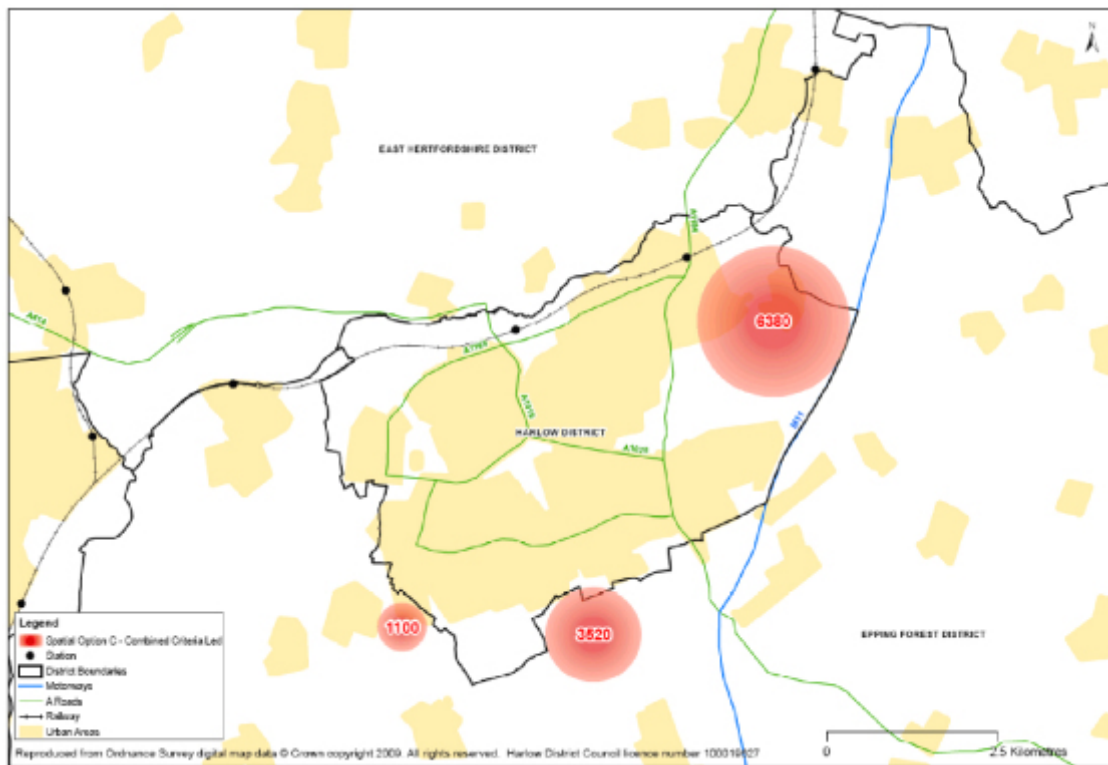 N
EAST HERTFORDSHIRE DISTRICT
A414
6380
M11
HARLOW DISTRICT
1100
3520
EPPING FOREST DISTRICT
Legend
Spatial Option C - Combined Criteria Led
Station
District Boundaries
Motorways
A Roads
Railway
Urban Areas
Reproduced from Ordnance Survey digital map data © Crown copyright 2009. All rights reserved. Harlow District Council licence number 100019627
0 2.5 Kilometres